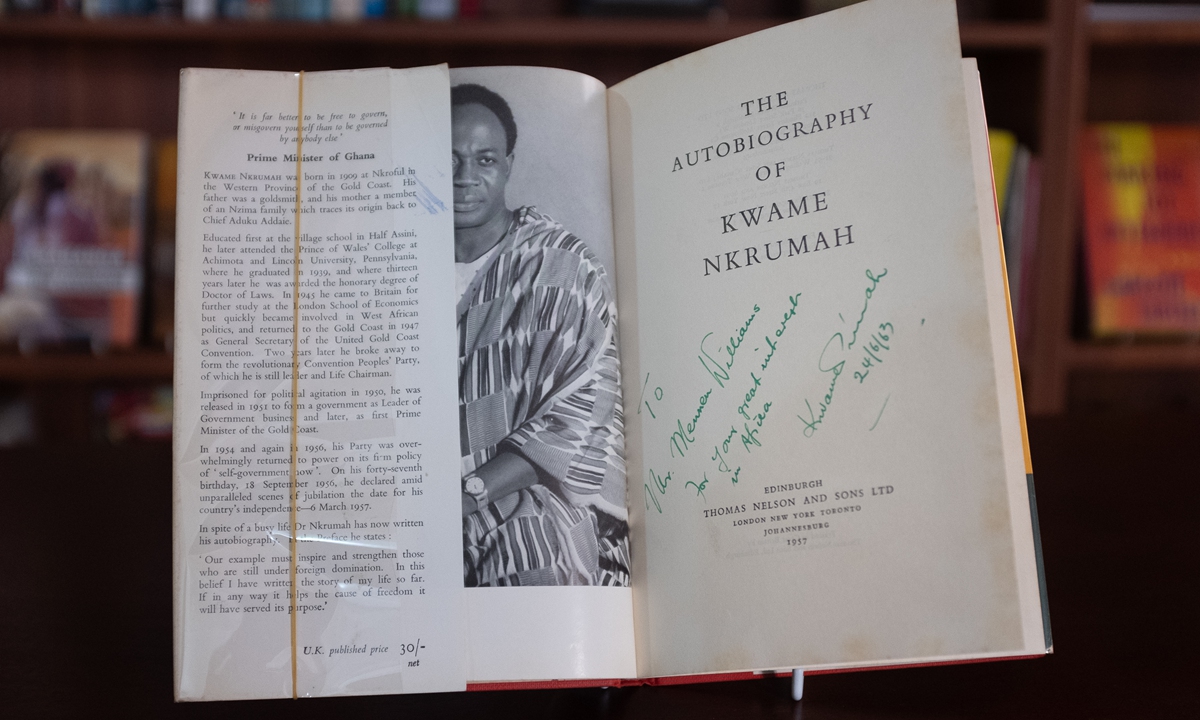 'It is far better to be free to govern,
or misgovern yourself than to be governed
by anybody else'
Prime Minister of Ghana
KWAME NKRUMAH was born in 1909 at Nkroful in
the Western Province of the Gold Coast. His
father was a goldsmith, and his mother a member
of an Nzima family which traces its origin back to
Chief Aduku Addaie.
Educated first at the village school in Half Assini,
he later attended the Prince of Wales' College at
Achimota and Lincoln University, Pennsylvania,
where he graduated in 1939, and where thirteen
years later he was awarded the honorary degree of
Doctor of Laws. In 1945 he came to Britain for
further study at the London School of Economics
but quickly became involved in West African
politics, and returned to the Gold Coast in 1947
as General Secretary of the United Gold Coast
Convention. Two years later he broke away to
form the revolutionary Convention Peoples' Party,
of which he is still leader and Life Chairman.
Imprisoned for political agitation in 1950, he was
released in 1951 to form a government as Leader of
Government business and later, as first Prime
Minister of the Gold Coast.
In 1954 and again in 1956, his Party was over-
whelmingly returned to power on its firm policy
of 'self-government now'. On his forty-seventh
birthday, 18 September 1956, he declared amid
unparalleled scenes of jubilation the date for his
country's independence—6 March 1957.
In spite of a busy life Dr Nkrumah has now written
his autobiography. In the Preface he states :
'Our example must inspire and strengthen those
who are still under foreign domination. In this
belief I have written the story of my life so far.
If in any way it helps the cause of freedom it
will have served its purpose.'
U.K. published price 30/-
net
THE
AUTOBIOGRAPHY
OF
KWAME
NKRUMAH
To
Mr. Mennen Williams
for your great interest
in Africa
Kwame Nkrumah
24/6/63
EDINBURGH
THOMAS NELSON AND SONS LTD
LONDON NEW YORK TORONTO
JOHANNESBURG
1957